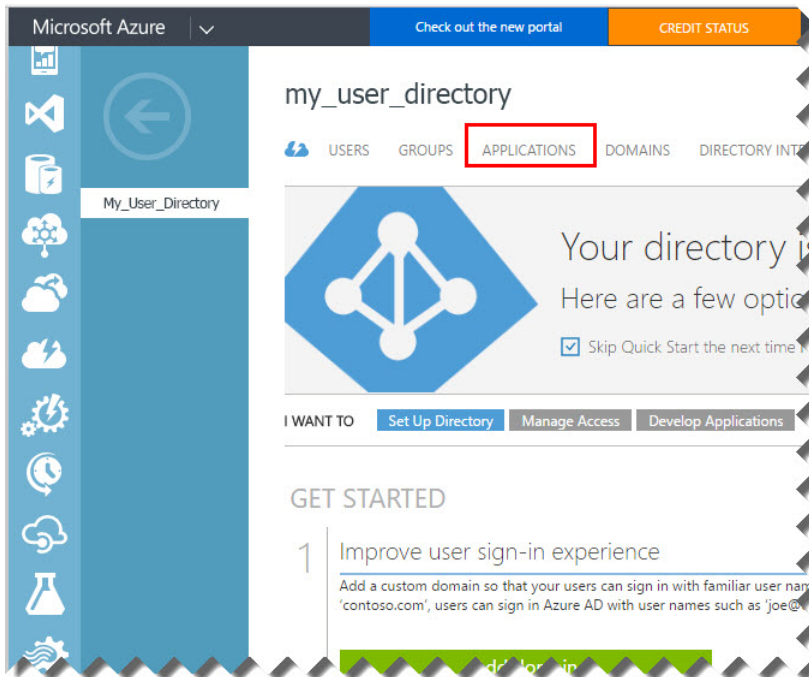 Microsoft Azure Check out the new portal CREDIT STATUS
my_user_directory
USERS GROUPS APPLICATIONS DOMAINS DIRECTORY INTE
My_User_Directory
Your directory is
Here are a few optio
Skip Quick Start the next time
I WANT TO Set Up Directory Manage Access Develop Applications
GET STARTED
1 Improve user sign-in experience
Add a custom domain so that your users can sign in with familiar user nam
'contoso.com', users can sign in Azure AD with user names such as 'joe@